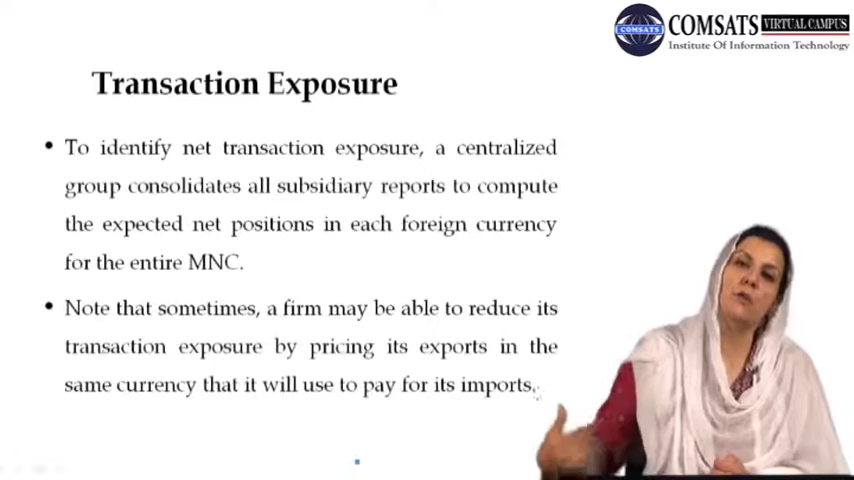 COMSATS VIRTUAL CAMPUS
COMSATS
Institute Of Information Technology
Transaction Exposure
• To identify net transaction exposure, a centralized
group consolidates all subsidiary reports to compute
the expected net positions in each foreign currency
for the entire MNC.
• Note that sometimes, a firm may be able to reduce its
transaction exposure by pricing its exports in the
same currency that it will use to pay for its imports.